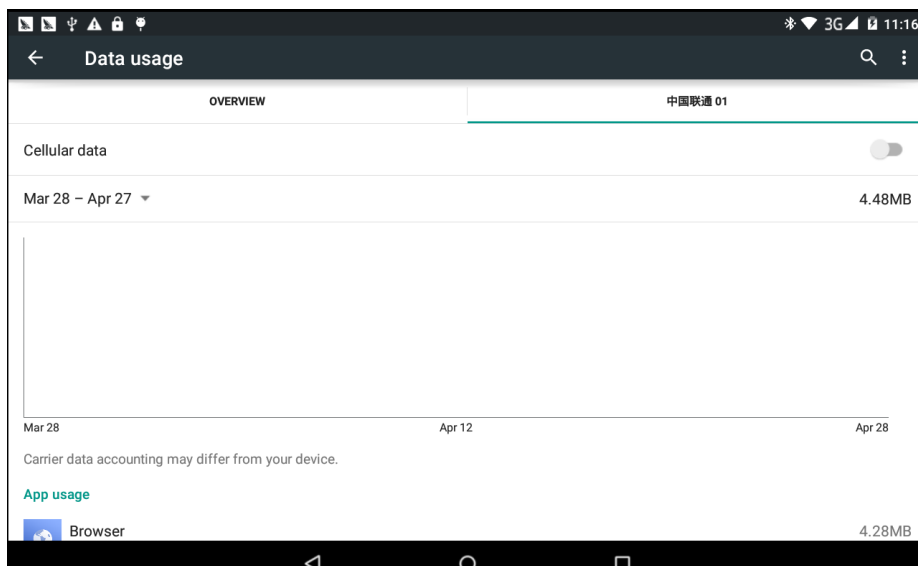 3G 11:16
Data usage
OVERVIEW 中国联通 01
Cellular data
Mar 28 – Apr 27 4.48MB
Mar 28 Apr 12 Apr 28
Carrier data accounting may differ from your device.
App usage
Browser 4.28MB